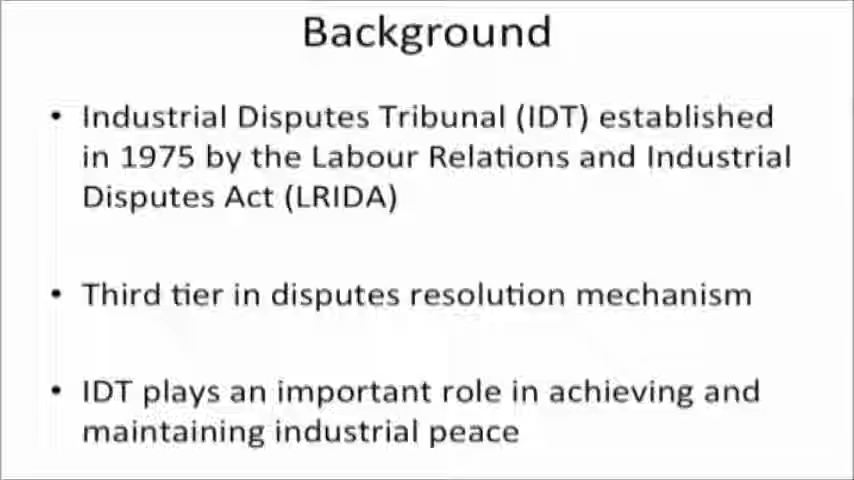 Background
• Industrial Disputes Tribunal (IDT) established
in 1975 by the Labour Relations and Industrial
Disputes Act (LRIDA)
• Third tier in disputes resolution mechanism
• IDT plays an important role in achieving and
maintaining industrial peace